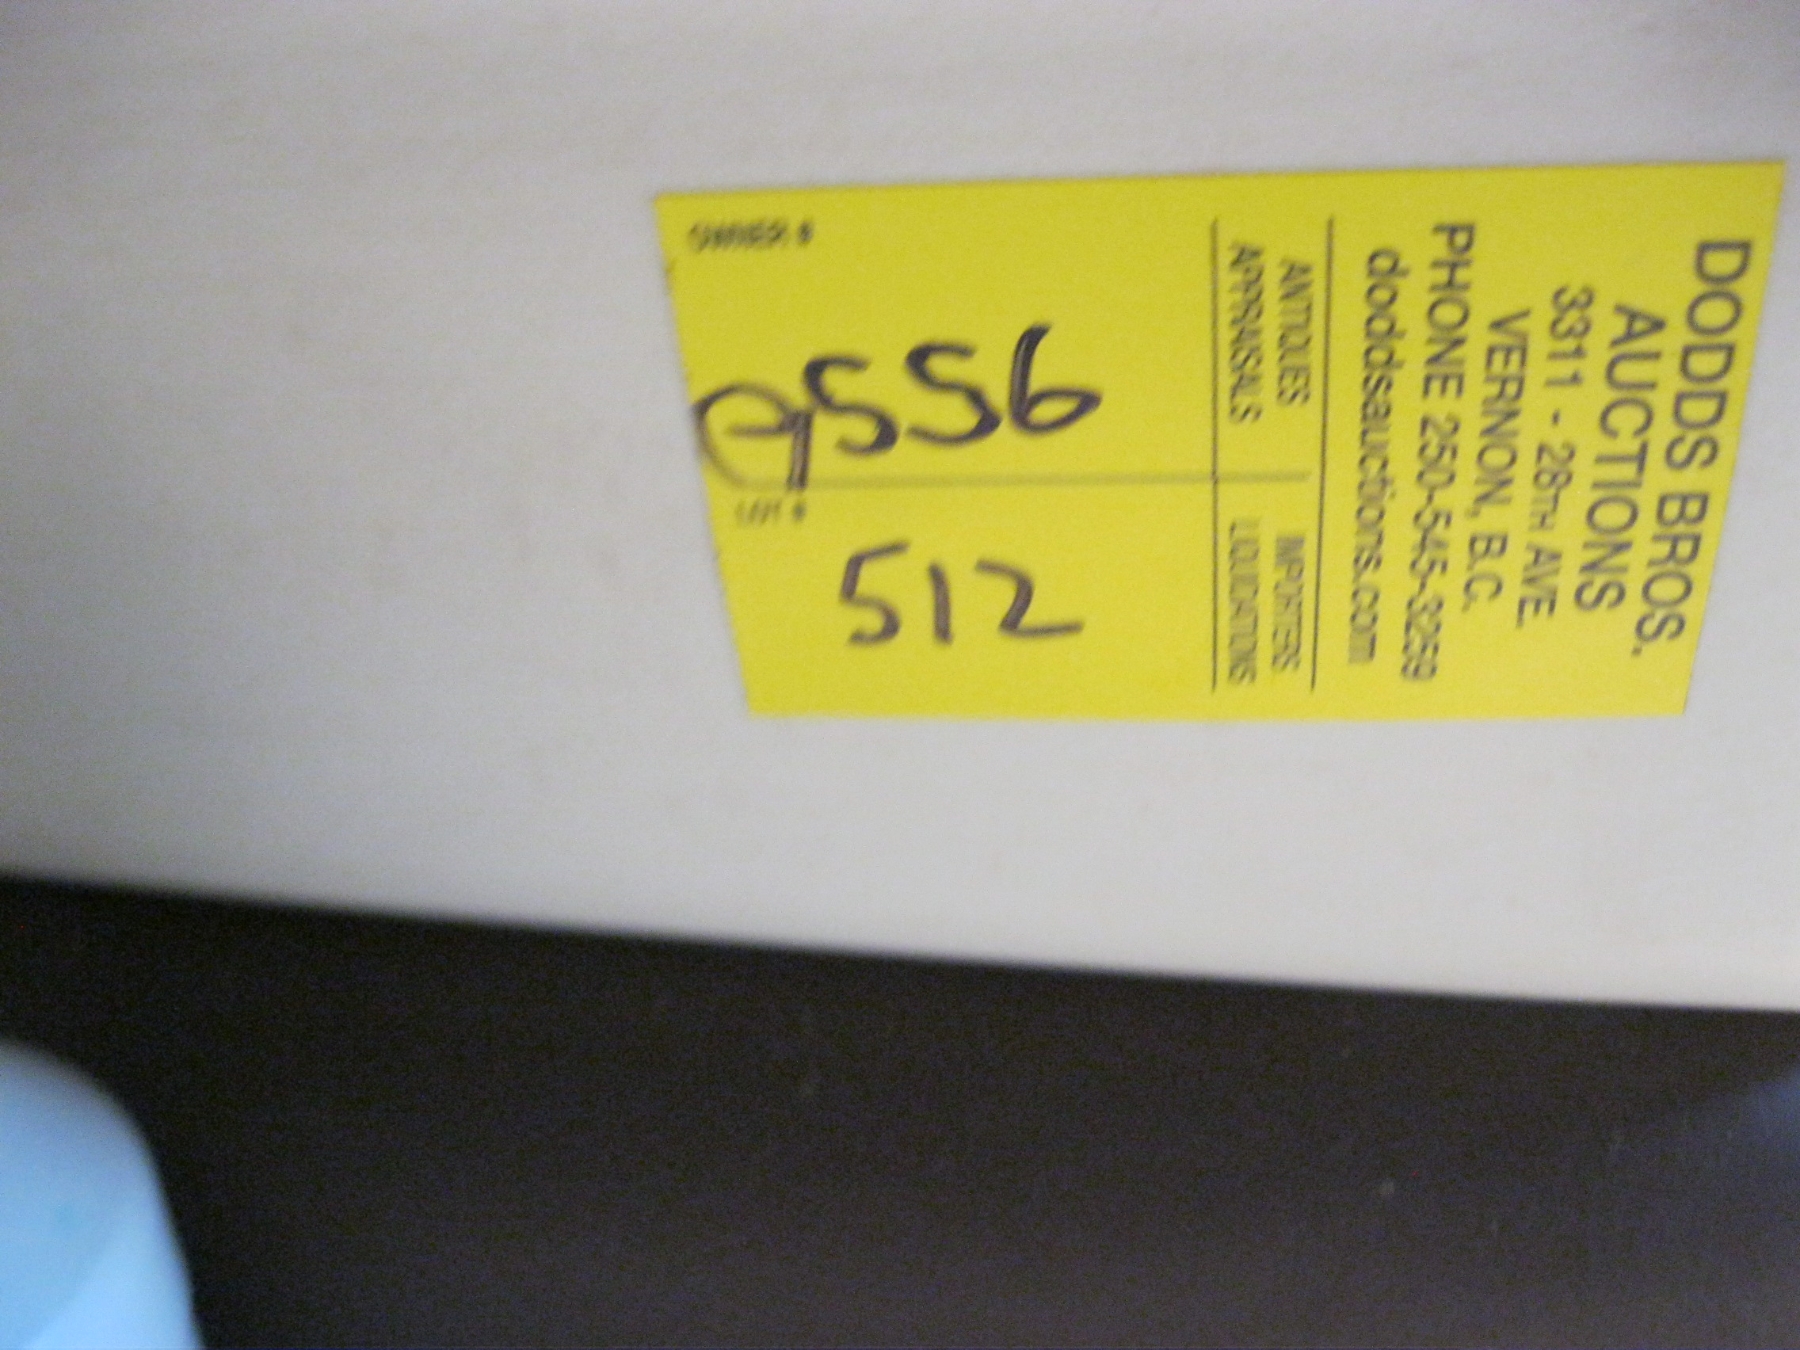 DODDS BROS.
AUCTIONS
3311 - 28TH AVE.
VERNON, B.C.
PHONE 250-545-3259
doddsauctions.com
ANTIQUES IMPORTERS
APPRAISALS LIQUIDATIONS
OWNER #
556
LOT #
512